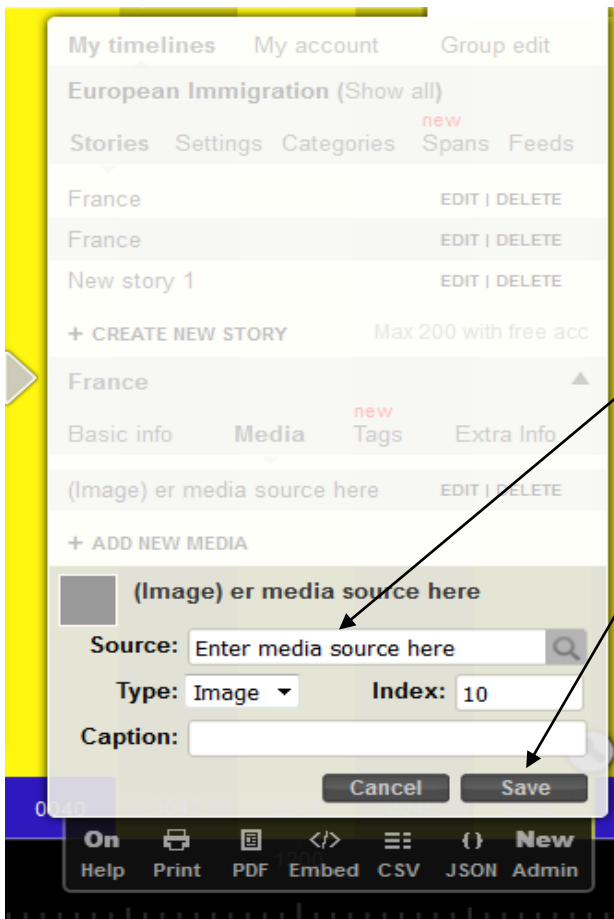 My timelines My account Group edit
European Immigration (Show all)
new
Stories Settings Categories Spans Feeds
France EDIT | DELETE
France EDIT | DELETE
New story 1 EDIT | DELETE
+ CREATE NEW STORY Max 200 with free acc
France
new
Basic info Media Tags Extra Info
(Image) er media source here EDIT | DELETE
+ ADD NEW MEDIA
(Image) er media source here
Source: Enter media source here
Type: Image Index: 10
Caption:
Cancel Save
0040
On </> {} New
1200
Help Print PDF Embed CSV JSON Admin